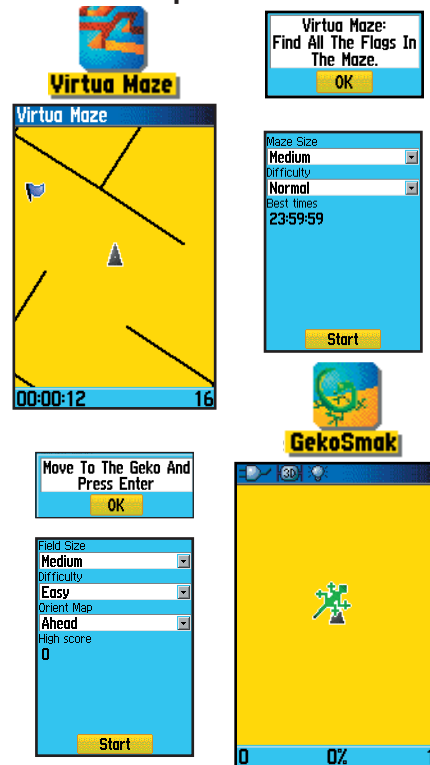 Virtua Maze
Virtua Maze
00:00:12 16
Virtua Maze:
Find All The Flags In
The Maze.
OK
Maze Size
Medium
Difficulty
Normal
Best times
23:59:59
Start
GekoSmak
Move To The Geko And
Press Enter
OK
Field Size
Medium
Difficulty
Easy
Orient Map
Ahead
High score
0
Start
3D
0 0%